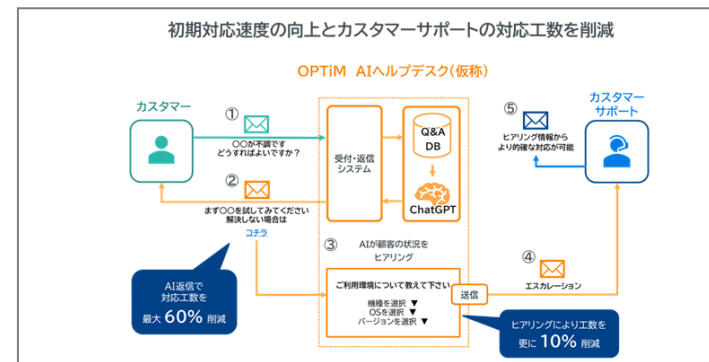 初期対応速度の向上とカスタマーサポートの対応工数を削減
OPTiM AIヘルプデスク(仮称)
カスタマー
①
〇〇が不調です
どうすればよいですか？
②
まず〇〇を試してみてください
解決しない場合は
コチラ
受付・返信
システム
Q&A
DB
ChatGPT
⑤
ヒアリング情報から
より的確な対応が可能
カスタマー
サポート
③
AIが顧客の状況を
ヒアリング
ご利用環境について教えて下さい
機種を選択 ▼
OSを選択 ▼
バージョンを選択 ▼
送信
④
エスカレーション
AI返信で
対応工数を
最大 60% 削減
ヒアリングにより工数を
更に 10% 削減